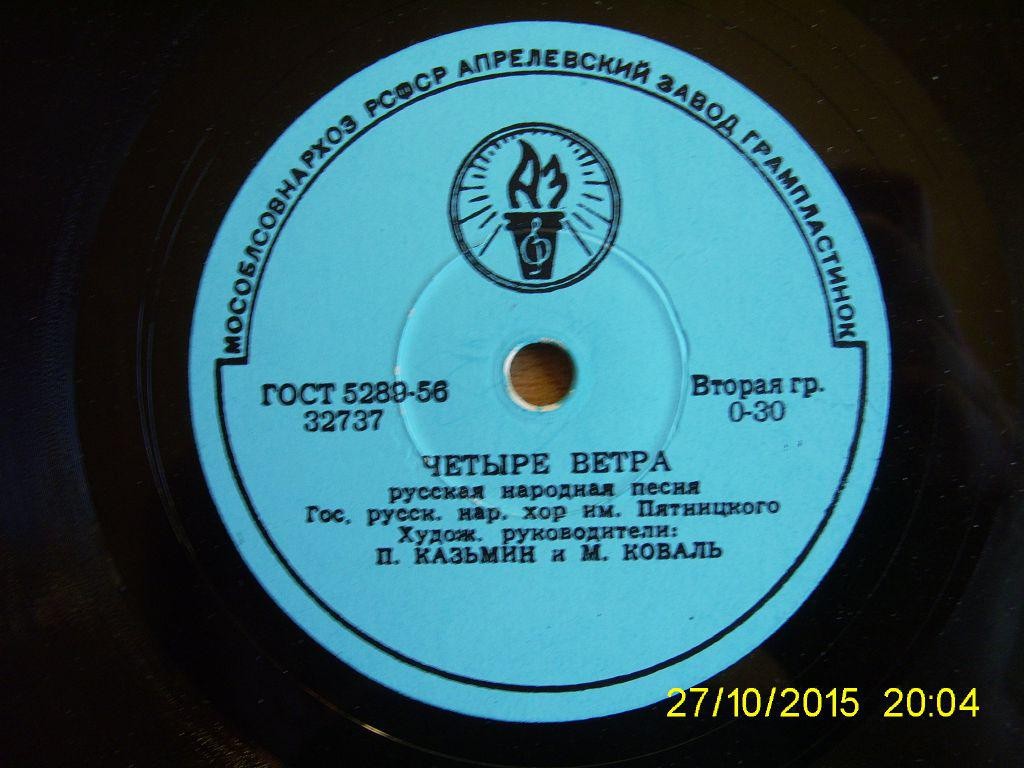 МОСОБЛСОВНАРХОЗ РСФСР АПРЕЛЕВСКИЙ ЗАВОД ГРАМПЛАСТИНОК
АЗ
ГОСТ 5289-56
32737
Вторая гр.
0-30
ЧЕТЫРЕ ВЕТРА
русская народная песня
Гос. русск. нар. хор им. Пятницкого
Худож. руководители:
П. КАЗЬМИН и М. КОВАЛЬ
27/10/2015 20:04